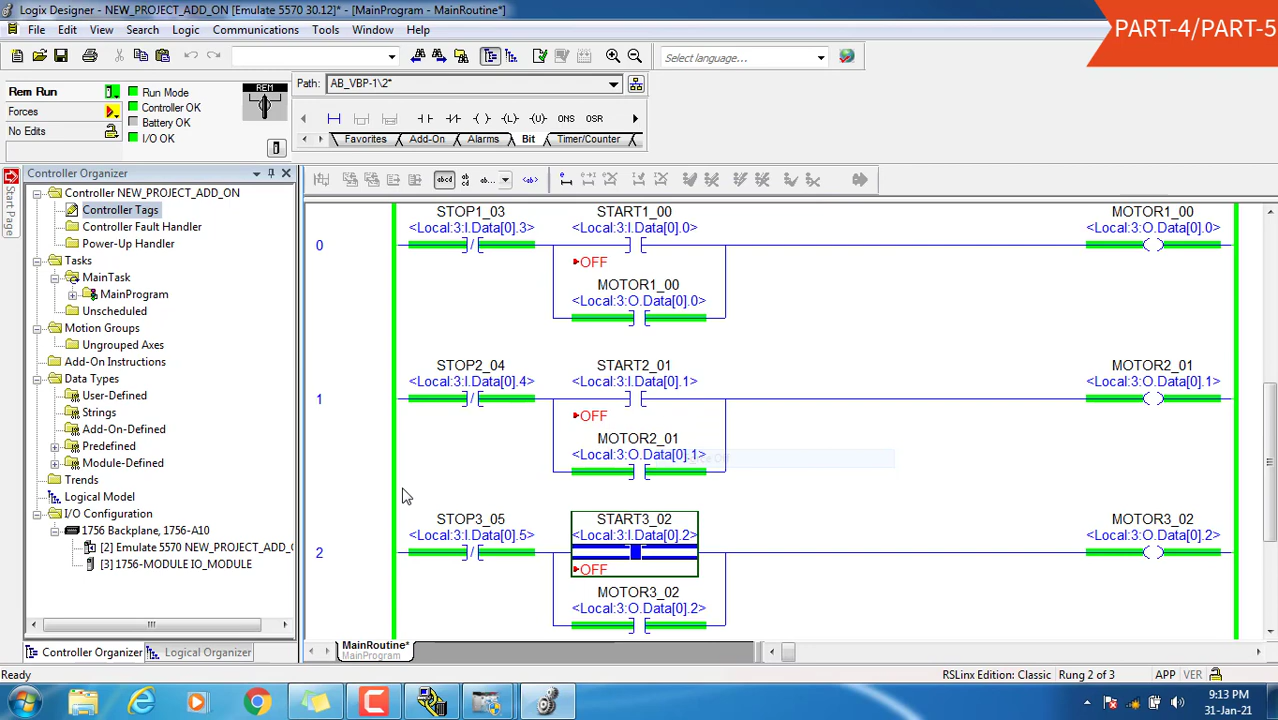 Logix Designer - NEW_PROJECT_ADD_ON [Emulate 5570 30.12]* - [MainProgram - MainRoutine*]
PART-4/PART-5
File Edit View Search Logic Communications Tools Window Help
Select language...
Rem Run
Run Mode
REM
Path: AB_VBP-1\2*
Forces
Controller OK
No Edits
Battery OK
I/O OK
ONS OSR
Favorites Add-On Alarms Bit Timer/Counter
Start Page
Controller Organizer
Controller NEW_PROJECT_ADD_ON
Controller Tags
Controller Fault Handler
Power-Up Handler
Tasks
MainTask
MainProgram
Unscheduled
Motion Groups
Ungrouped Axes
Add-On Instructions
Data Types
User-Defined
Strings
Add-On-Defined
Predefined
Module-Defined
Trends
Logical Model
I/O Configuration
1756 Backplane, 1756-A10
[2] Emulate 5570 NEW_PROJECT_ADD_ON
[3] 1756-MODULE IO_MODULE
Controller Organizer Logical Organizer
STOP1_03 START1_00 MOTOR1_00
<Local:3:I.Data[0].3> <Local:3:I.Data[0].0> <Local:3:O.Data[0].0>
0
OFF
MOTOR1_00
<Local:3:O.Data[0].0>
STOP2_04 START2_01 MOTOR2_01
<Local:3:I.Data[0].4> <Local:3:I.Data[0].1> <Local:3:O.Data[0].1>
1
OFF
MOTOR2_01
<Local:3:O.Data[0].1>
STOP3_05 START3_02 MOTOR3_02
<Local:3:I.Data[0].5> <Local:3:I.Data[0].2> <Local:3:O.Data[0].2>
2
OFF
MOTOR3_02
<Local:3:O.Data[0].2>
MainRoutine*
MainProgram
Ready
RSLinx Edition: Classic Rung 2 of 3 APP VER
9:13 PM
31-Jan-21